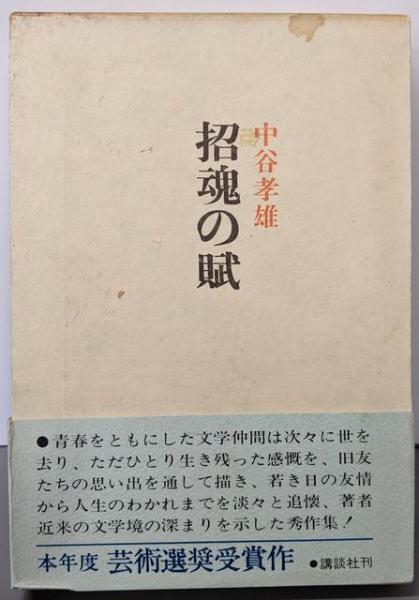 中谷孝雄
招魂の賦
●青春をともにした文学仲間は次々に世を
去り、ただひとり生き残った感慨を、旧友
たちの思い出を通して描き、若き日の友情
から人生のわかれまでを淡々と追懐、著者
近来の文学境の深まりを示した秀作集!
本年度 芸術選奨受賞作 ●講談社刊